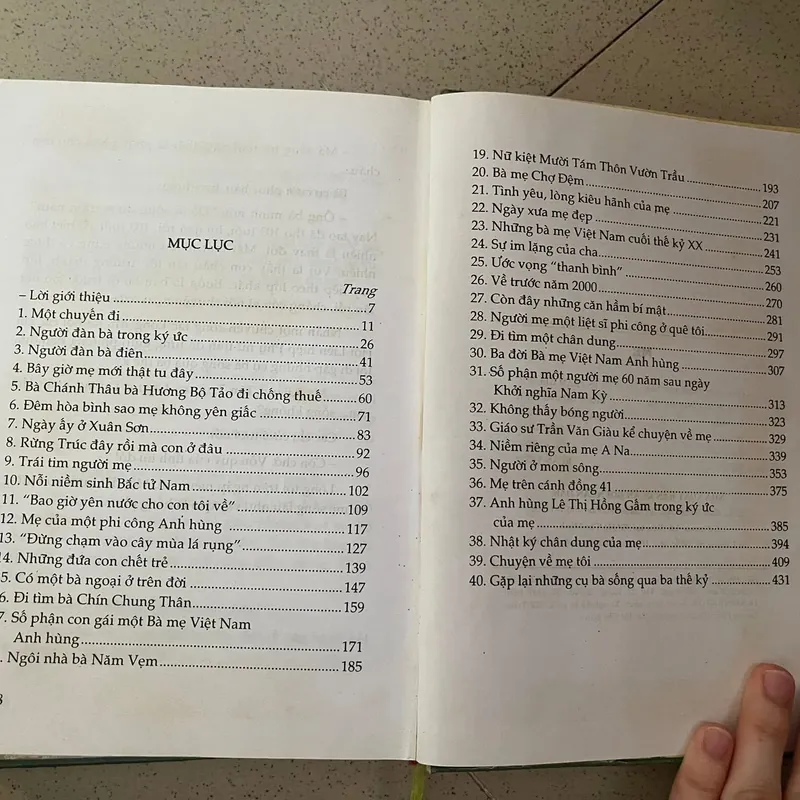 MỤC LỤC
Trang
– Lời giới thiệu ........ 7
1. Một chuyến đi ........ 11
2. Người đàn bà trong ký ức ........ 26
3. Người đàn bà điên ........ 41
4. Bây giờ mẹ mới thật tu đây ........ 53
5. Bà Chánh Thâu bà Hương Bộ Tảo đi chống thuế ........ 60
6. Đêm hòa bình sao mẹ không yên giấc ........ 71
7. Ngày ấy ở Xuân Sơn ........ 83
8. Rừng Trúc đây rồi mà con ở đâu ........ 92
9. Trái tim người mẹ ........ 96
10. Nỗi niềm sinh Bắc tử Nam ........ 102
11. “Bao giờ yên nước cho con tôi về” ........ 109
12. Mẹ của một phi công Anh hùng ........ 117
13. “Đừng chạm vào cây mùa lá rụng” ........ 127
14. Những đứa con chết trẻ ........ 139
5. Có một bà ngoại ở trên đời ........ 147
6. Đi tìm bà Chín Chung Thân ........ 159
7. Số phận con gái một Bà mẹ Việt Nam
Anh hùng ........ 171
. Ngôi nhà bà Năm Vẹm ........ 185
8
19. Nữ kiệt Mười Tám Thôn Vườn Trầu ........ 193
20. Bà mẹ Chợ Đệm ........ 207
21. Tình yêu, lòng kiêu hãnh của mẹ ........ 221
22. Ngày xưa mẹ đẹp ........ 231
23. Những bà mẹ Việt Nam cuối thế kỷ XX ........ 241
24. Sự im lặng của cha ........ 253
25. Ước vọng “thanh bình” ........ 260
26. Về trước năm 2000 ........ 270
27. Còn đây những căn hầm bí mật ........ 281
28. Người mẹ một liệt sĩ phi công ở quê tôi ........ 291
29. Đi tìm một chân dung ........ 297
30. Ba đời Bà mẹ Việt Nam Anh hùng ........ 307
31. Số phận một người mẹ 60 năm sau ngày
Khởi nghĩa Nam Kỳ ........ 313
32. Không thấy bóng người ........ 323
33. Giáo sư Trần Văn Giàu kể chuyện về mẹ ........ 329
34. Niềm riêng của mẹ A Na ........ 339
35. Người ở mom sông ........ 353
36. Mẹ trên cánh đồng 41 ........ 375
37. Anh hùng Lê Thị Hồng Gấm trong ký ức
của mẹ ........ 385
38. Nhật ký chân dung của mẹ ........ 394
39. Chuyện về mẹ tôi ........ 409
40. Gặp lại những cụ bà sống qua ba thế kỷ ........ 431